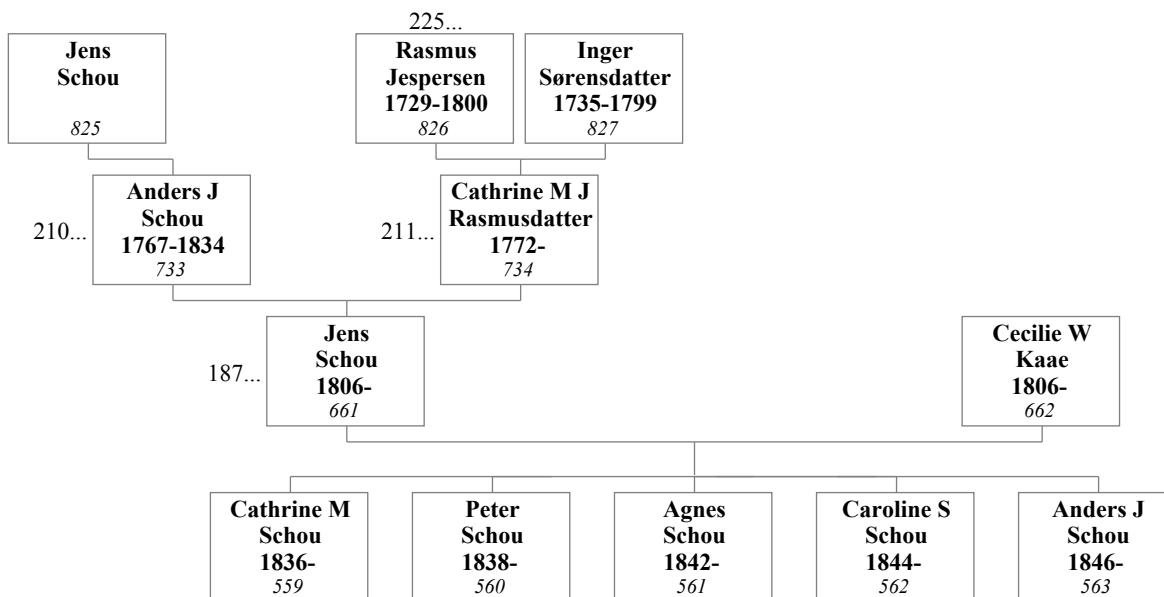 225...
Jens
Schou
825
Rasmus
Jespersen
1729-1800
826
Inger
Sørensdatter
1735-1799
827
210...
Anders J
Schou
1767-1834
733
211...
Cathrine M J
Rasmusdatter
1772-
734
187...
Jens
Schou
1806-
661
Cecilie W
Kaae
1806-
662
Cathrine M
Schou
1836-
559
Peter
Schou
1838-
560
Agnes
Schou
1842-
561
Caroline S
Schou
1844-
562
Anders J
Schou
1846-
563